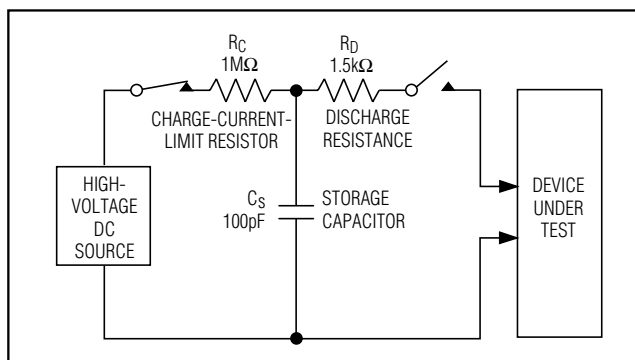 R_C
1MΩ
CHARGE-CURRENT-
LIMIT RESISTOR
R_D
1.5kΩ
DISCHARGE
RESISTANCE
HIGH-
VOLTAGE
DC
SOURCE
C_S
100pF
STORAGE
CAPACITOR
DEVICE
UNDER
TEST